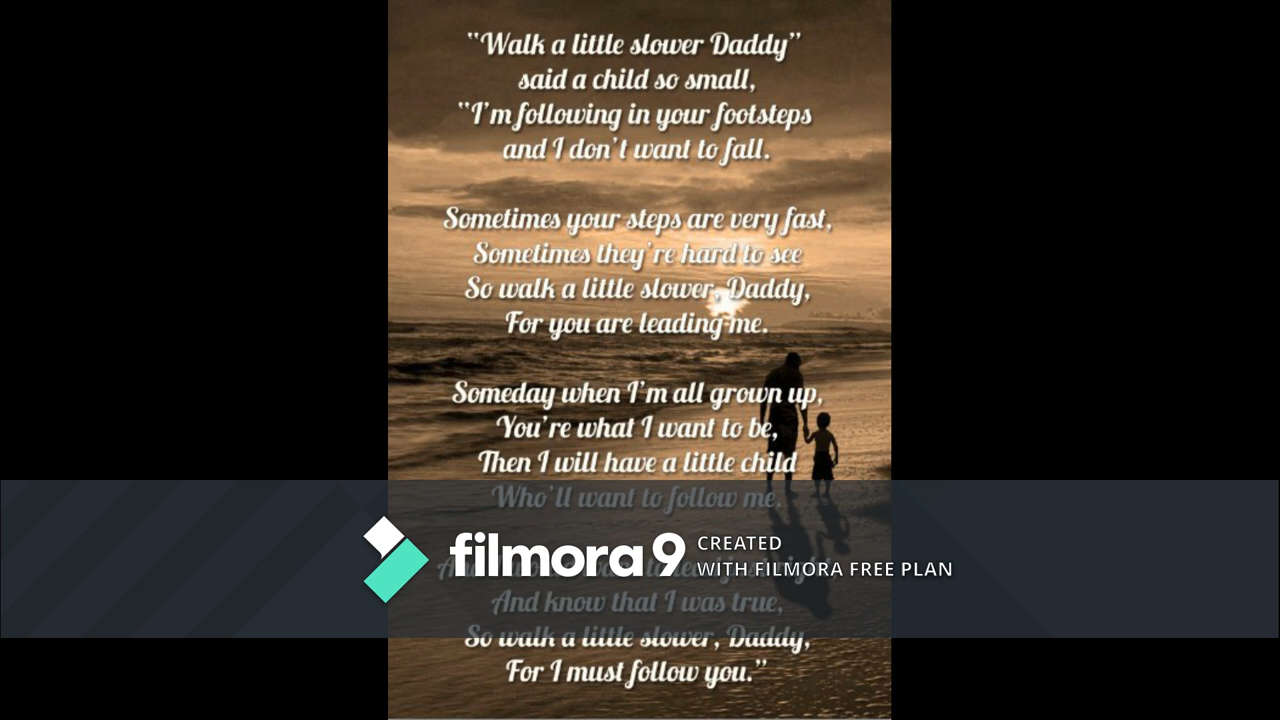 “Walk a little slower Daddy”
said a child so small,
“I’m following in your footsteps
and I don’t want to fall.
Sometimes your steps are very fast,
Sometimes they’re hard to see
So walk a little slower, Daddy,
For you are leading me.
Someday when I’m all grown up,
You’re what I want to be,
Then I will have a little child
Who’ll want to follow me.
And
filmora9
CREATED
WITH FILMORA FREE PLAN
And know that I was true,
So walk a little slower, Daddy,
For I must follow you.”